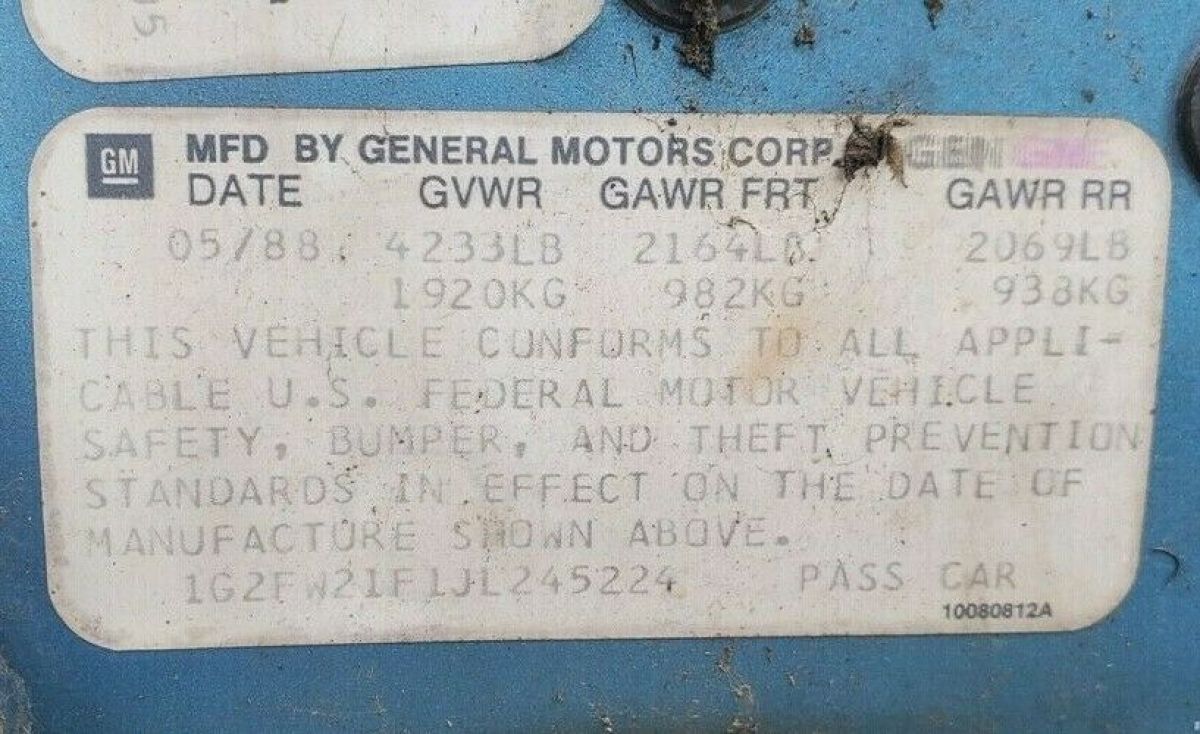 05
GM
MFD BY GENERAL MOTORS CORP.
DATE GVWR GAWR FRT GAWR RR
05/88 4233LB 2164LB 2069LB
1920KG 982KG 938KG
THIS VEHICLE CONFORMS TO ALL APPLI-
CABLE U.S. FEDERAL MOTOR VEHICLE
SAFETY, BUMPER, AND THEFT PREVENTION
STANDARDS IN EFFECT ON THE DATE OF
MANUFACTURE SHOWN ABOVE.
1G2FW21F1JL245224 PASS CAR
10080812A